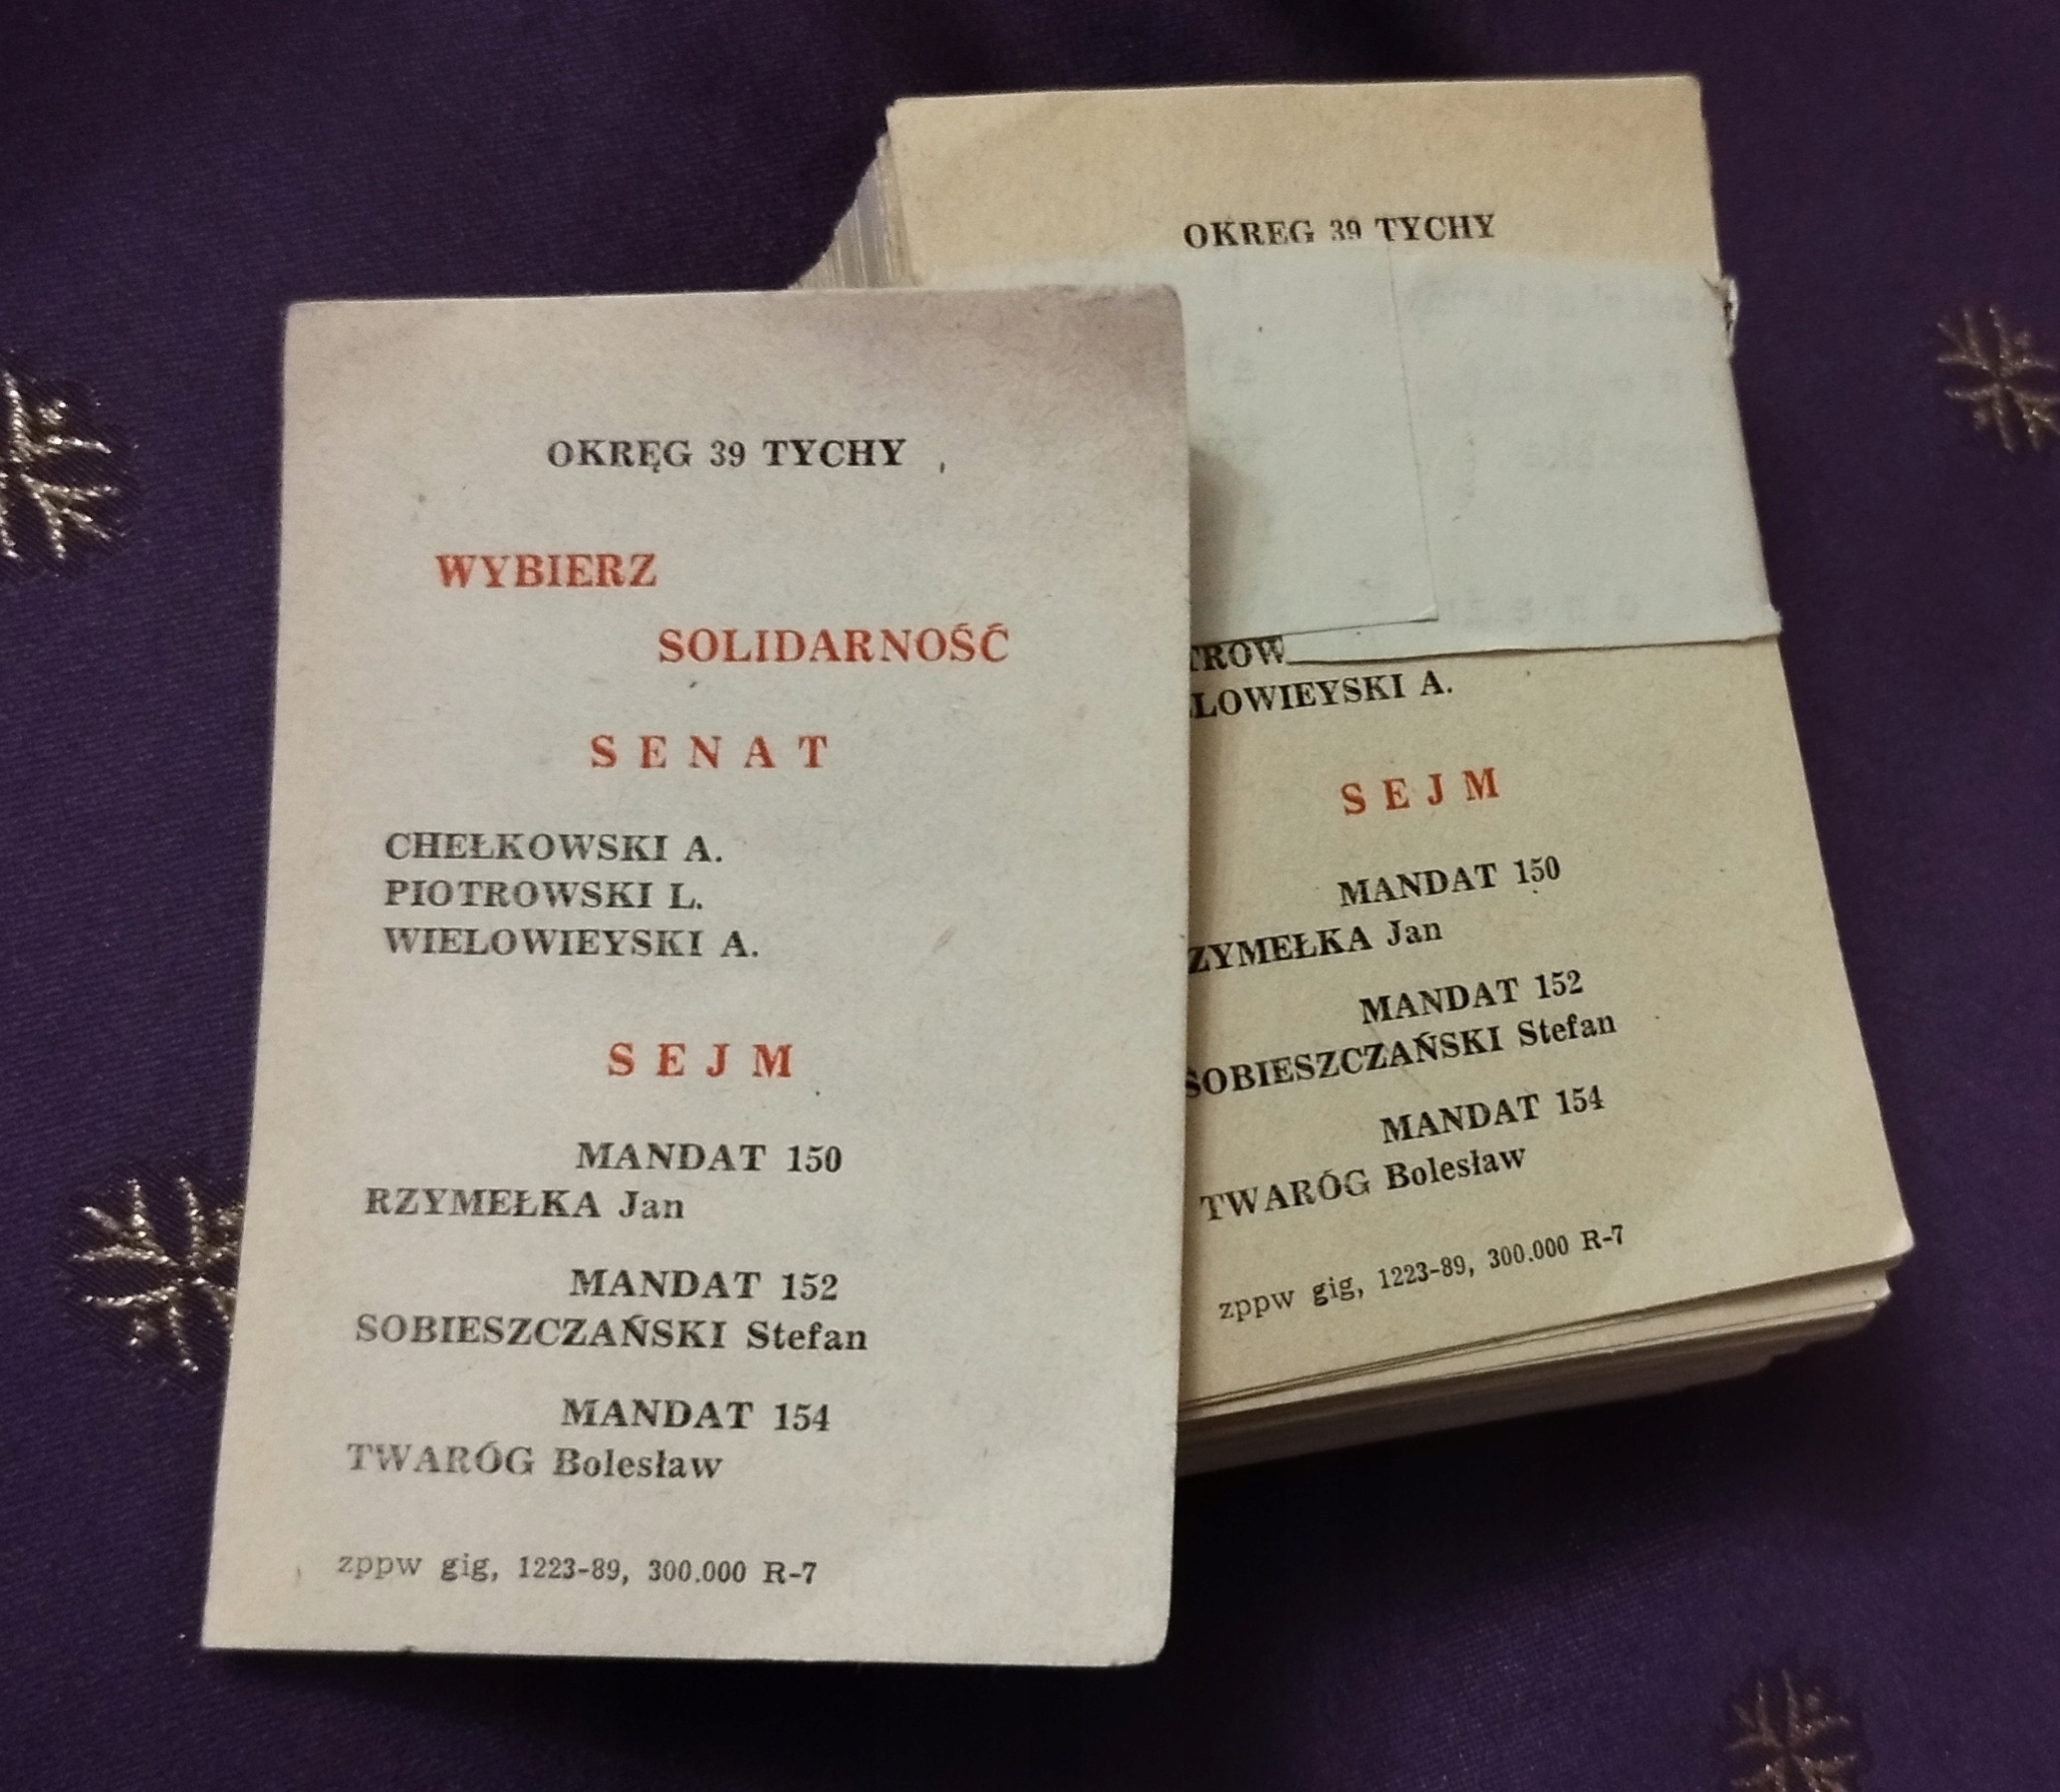 OKRĘG 39 TYCHY
WYBIERZ
SOLIDARNOŚĆ
SENAT
CHEŁKOWSKI A.
PIOTROWSKI L.
WIELOWIEYSKI A.
SEJM
MANDAT 150
RZYMEŁKA Jan
MANDAT 152
SOBIESZCZAŃSKI Stefan
MANDAT 154
TWARÓG Bolesław
zppw gig, 1223-89, 300.000 R-7
OKRĘG 39 TYCHY
TROW
LOWIEYSKI A.
SEJM
MANDAT 150
ZYMEŁKA Jan
MANDAT 152
SOBIESZCZAŃSKI Stefan
MANDAT 154
TWARÓG Bolesław
zppw gig, 1223-89, 300.000 R-7